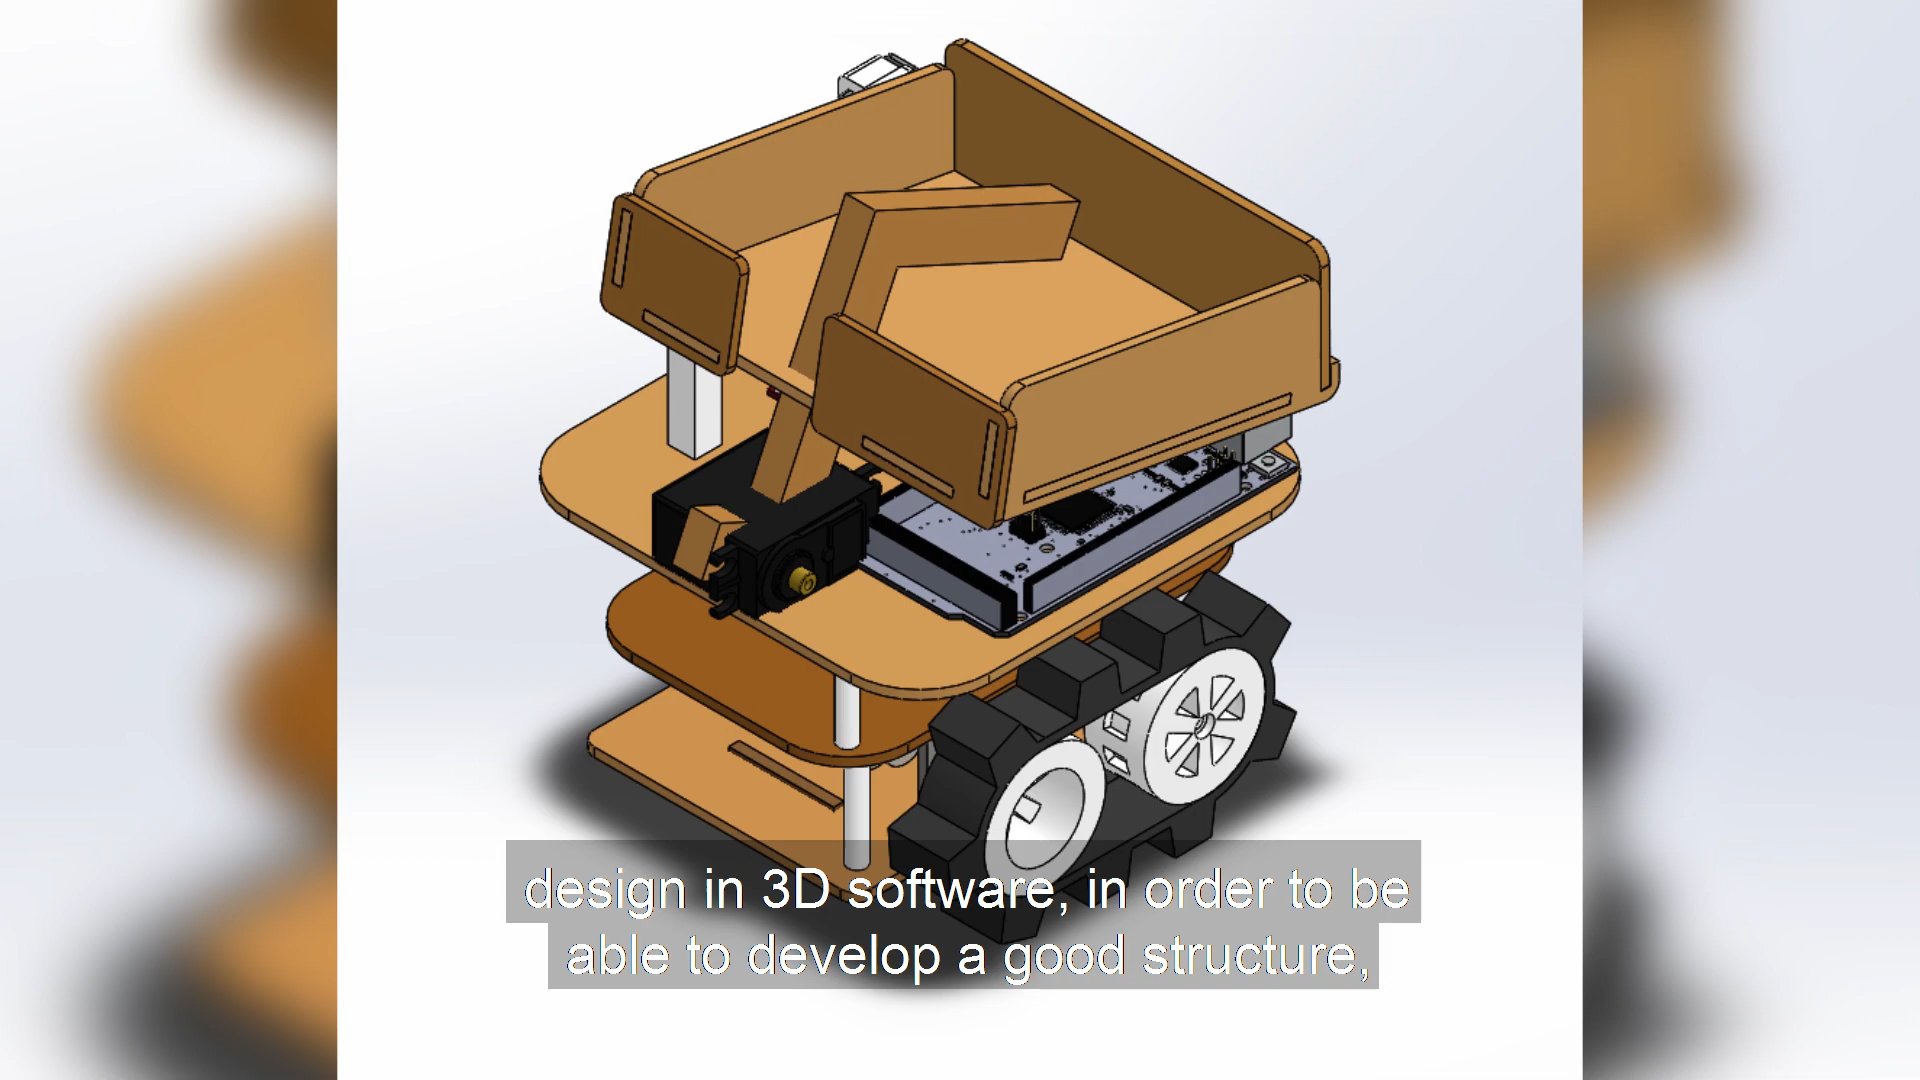 design in 3D software, in order to be
able to develop a good structure,